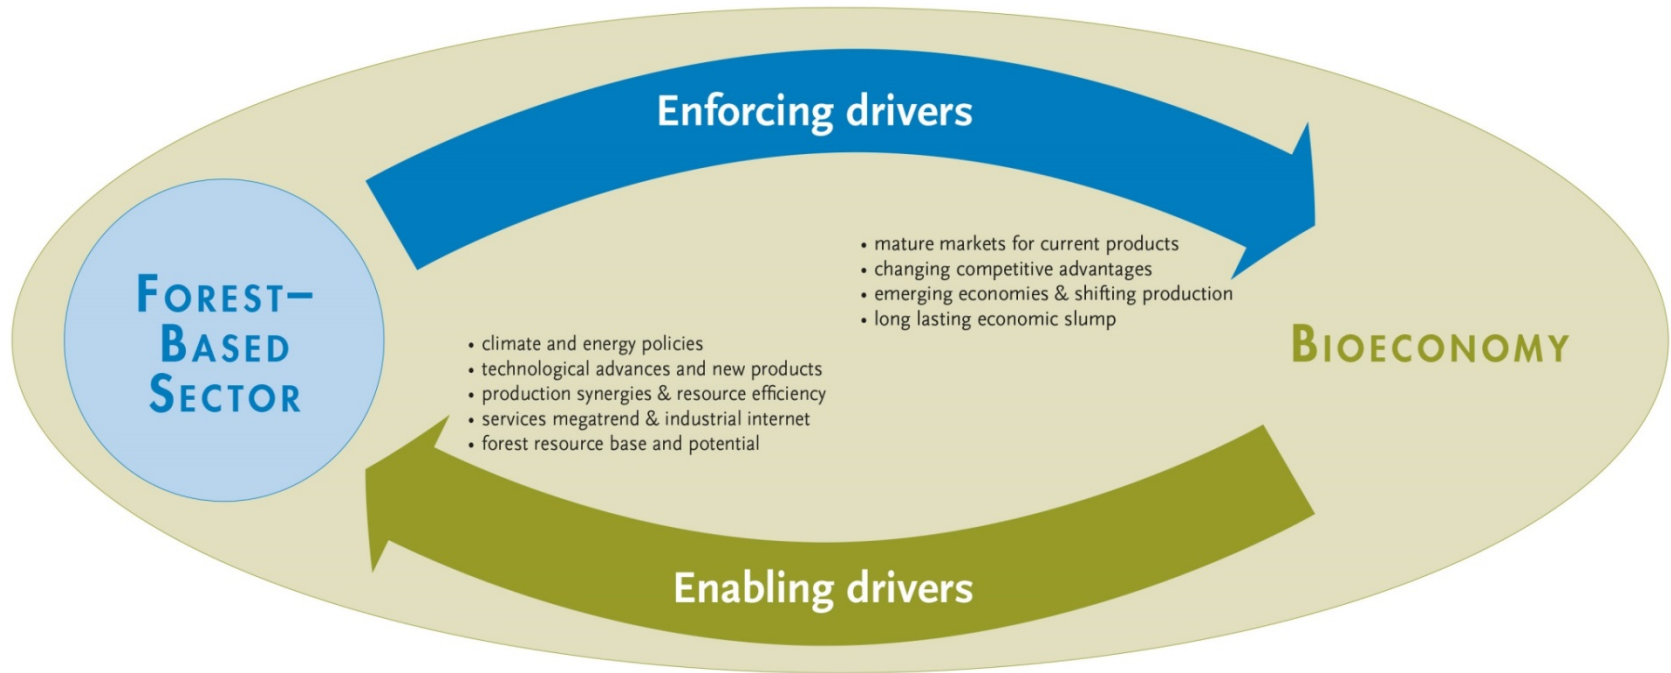 Enforcing drivers
• mature markets for current products
• changing competitive advantages
• emerging economies & shifting production
• long lasting economic slump
FOREST–
BASED
SECTOR
• climate and energy policies
• technological advances and new products
• production synergies & resource efficiency
• services megatrend & industrial internet
• forest resource base and potential
BIOECONOMY
Enabling drivers